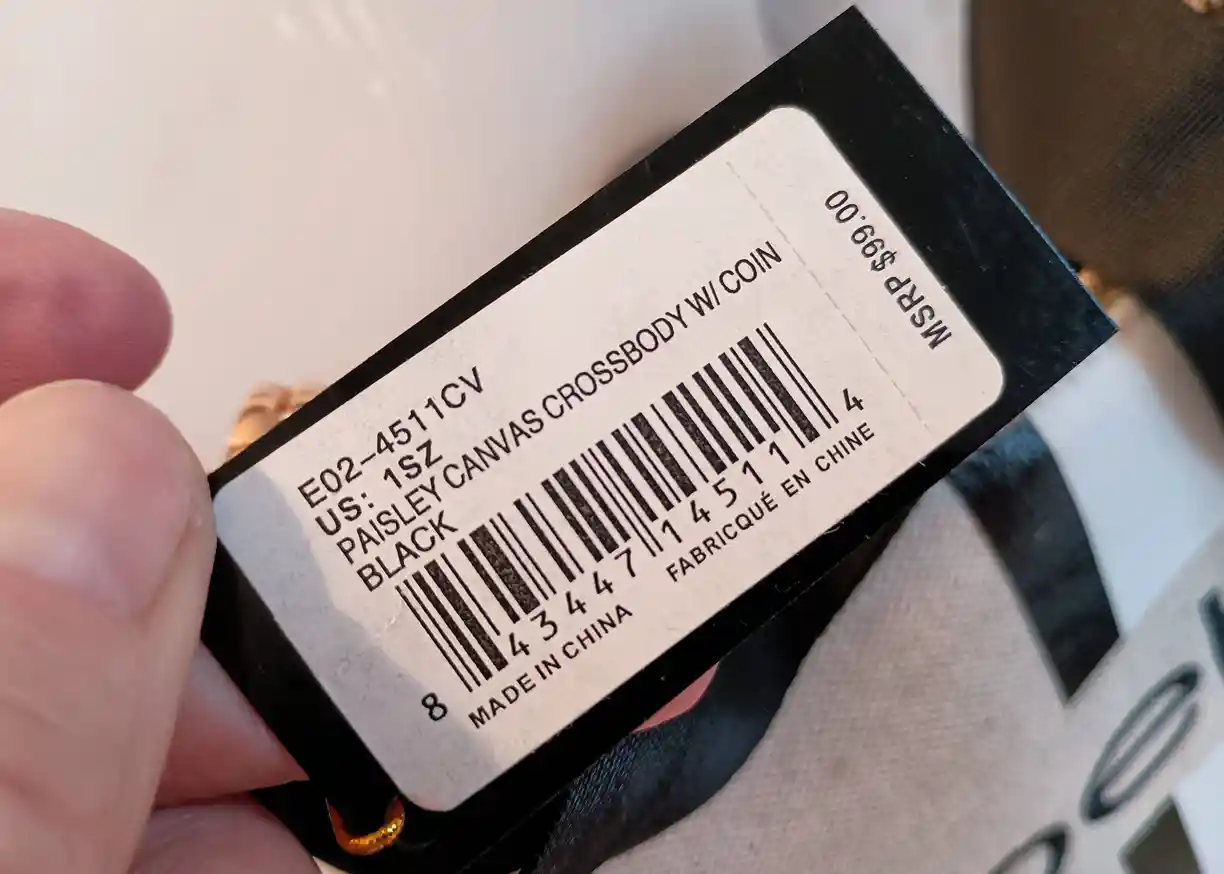 E02-4511CV
US: 1SZ
PAISLEY CANVAS CROSSBODY W/ COIN
BLACK
8 43447 14511 4
MADE IN CHINA FABRICQUÉ EN CHINE
MSRP $99.00